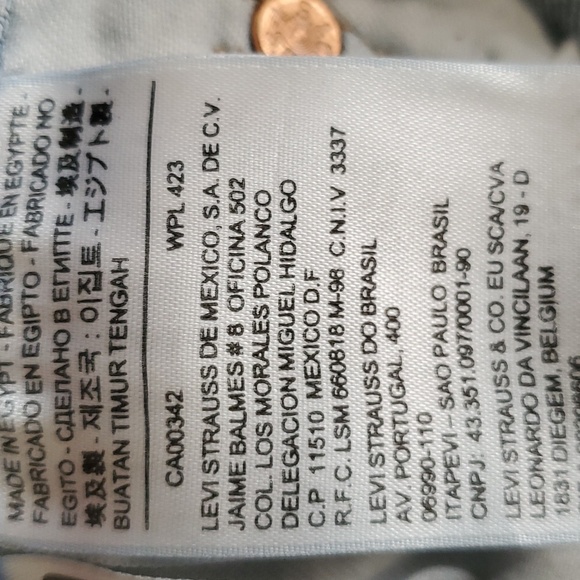 MADE IN EGYPT - FABRIQUE EN EGYPTE -
FABRICADO EN EGIPTO - FABRICADO NO
EGITO - СДЕЛАНО В ЕГИПТЕ - 埃及制造 -
埃及製 - 제조국 : 이집트 - エジプト製 -
BUATAN TIMUR TENGAH
CA00342 WPL 423
LEVI STRAUSS DE MEXICO, S.A. DE C.V.
JAIME BALMES # 8 OFICINA 502
COL. LOS MORALES POLANCO
DELEGACION MIGUEL HIDALGO
C.P 11510 MEXICO D.F
R.F.C. LSM 660818 M-98 C.N.I.V 3337
LEVI STRAUSS DO BRASIL
AV PORTUGAL, 400
06990-110
ITAPEVI – SAO PAULO BRASIL
CNPJ: 43.351.097/0001-90
LEVI STRAUSS & CO. EU SCA/CVA
LEONARDO DA VINCILAAN, 19 - D
1831 DIEGEM, BELGIUM